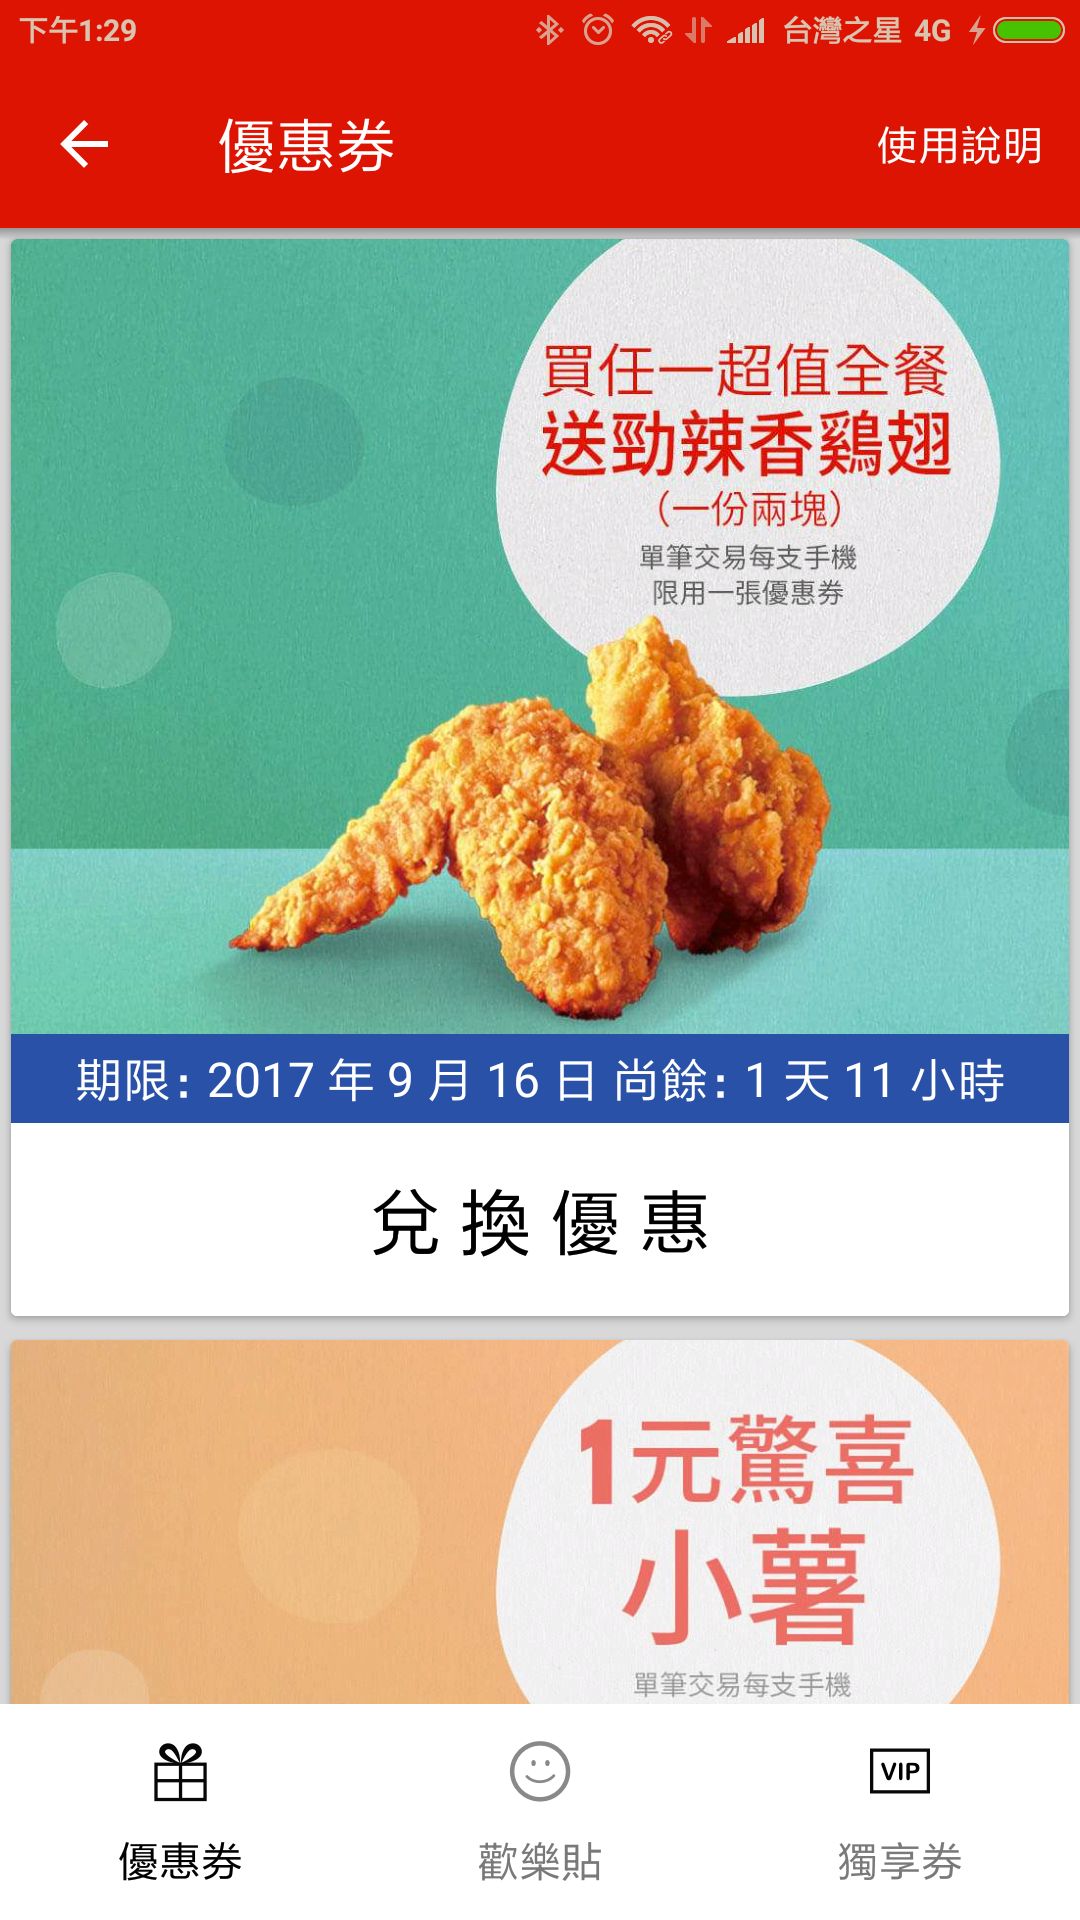 下午1:29
台灣之星 4G
優惠券
使用說明
買任一超值全餐
送勁辣香鷄翅
（一份兩塊）
單筆交易每支手機
限用一張優惠券
期限: 2017 年 9 月 16 日 尚餘: 1 天 11 小時
兌換優惠
1元驚喜
小薯
單筆交易每支手機
VIP
優惠券
歡樂貼
獨享券